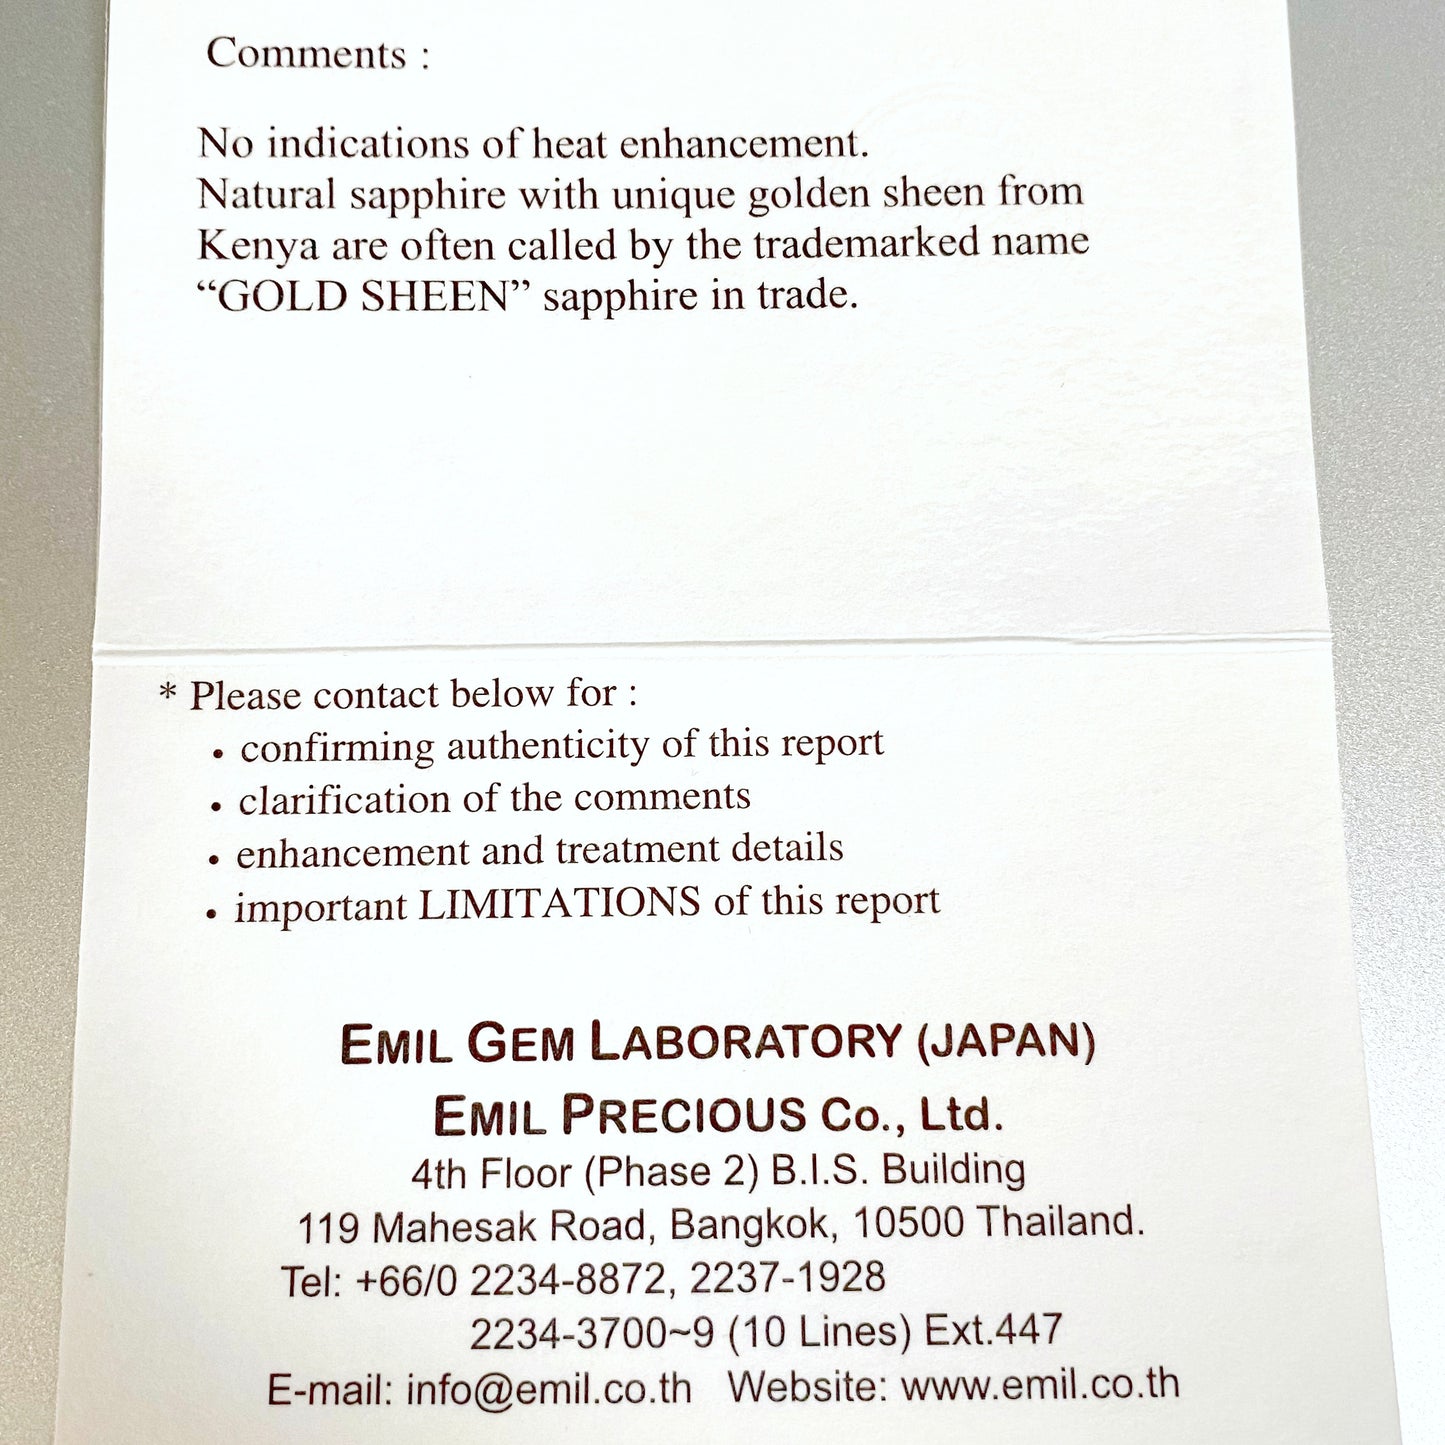 Comments :
No indications of heat enhancement.
Natural sapphire with unique golden sheen from
Kenya are often called by the trademarked name
“GOLD SHEEN” sapphire in trade.
* Please contact below for :
• confirming authenticity of this report
• clarification of the comments
• enhancement and treatment details
• important LIMITATIONS of this report
EMIL GEM LABORATORY (JAPAN)
EMIL PRECIOUS Co., Ltd.
4th Floor (Phase 2) B.I.S. Building
119 Mahesak Road, Bangkok, 10500 Thailand.
Tel: +66/0 2234-8872, 2237-1928
2234-3700~9 (10 Lines) Ext.447
E-mail: info@emil.co.th Website: www.emil.co.th